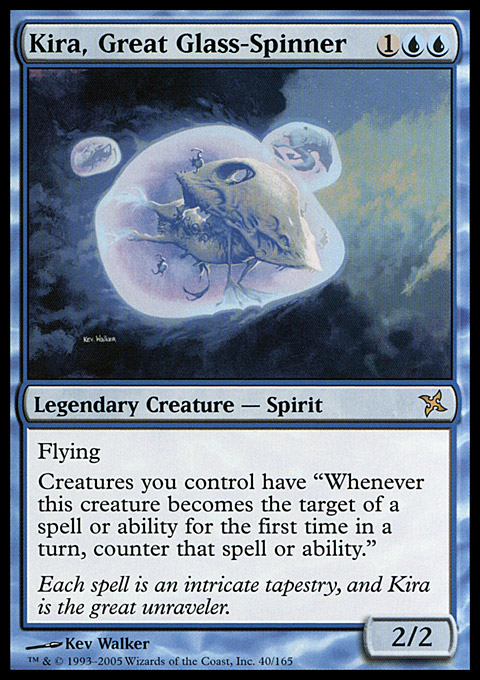 Kira, Great Glass-Spinner 1
Kev. Walker
Legendary Creature — Spirit
Flying
Creatures you control have “Whenever
this creature becomes the target of a
spell or ability for the first time in a
turn, counter that spell or ability.”
Each spell is an intricate tapestry, and Kira
is the great unraveler.
2/2
Kev Walker
™ & © 1993–2005 Wizards of the Coast, Inc. 40/165